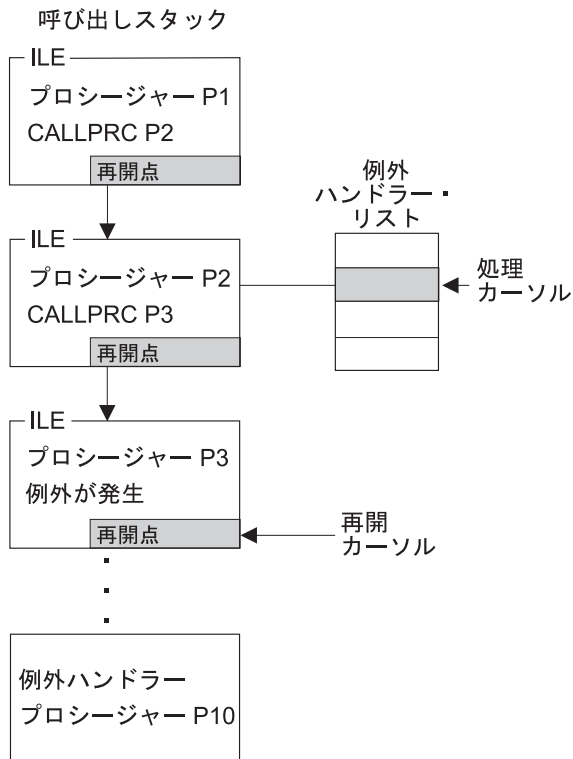 呼び出しスタック
ILE
プロシージャー P1
CALLPRC P2
再開点
例外
ハンドラー・
リスト
ILE
プロシージャー P2
CALLPRC P3
再開点
処理
カーソル
ILE
プロシージャー P3
例外が発生
再開点
再開
カーソル
例外ハンドラー
プロシージャー P10